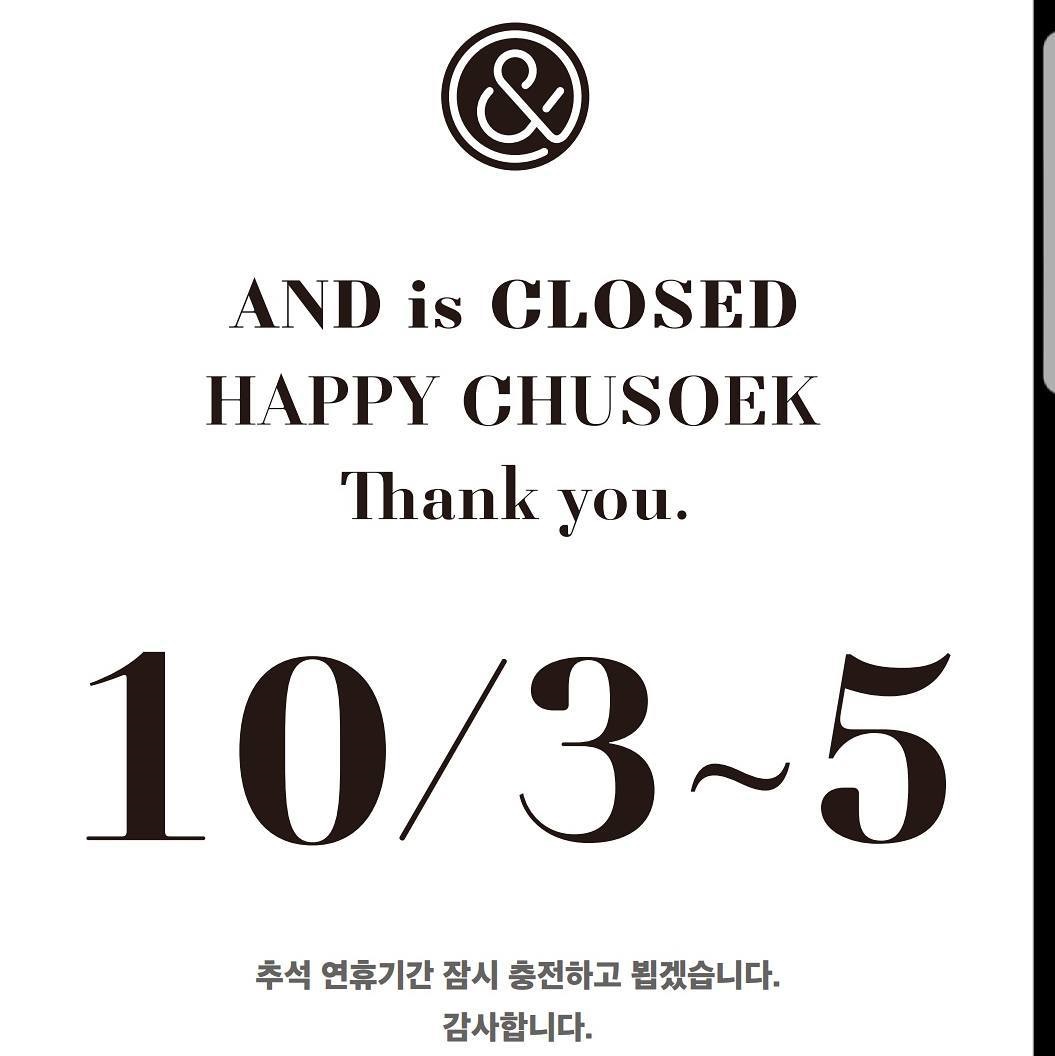 &
AND is CLOSED
HAPPY CHUSOEK
Thank you.
10/3~5
추석 연휴기간 잠시 충전하고 뵙겠습니다.
감사합니다.